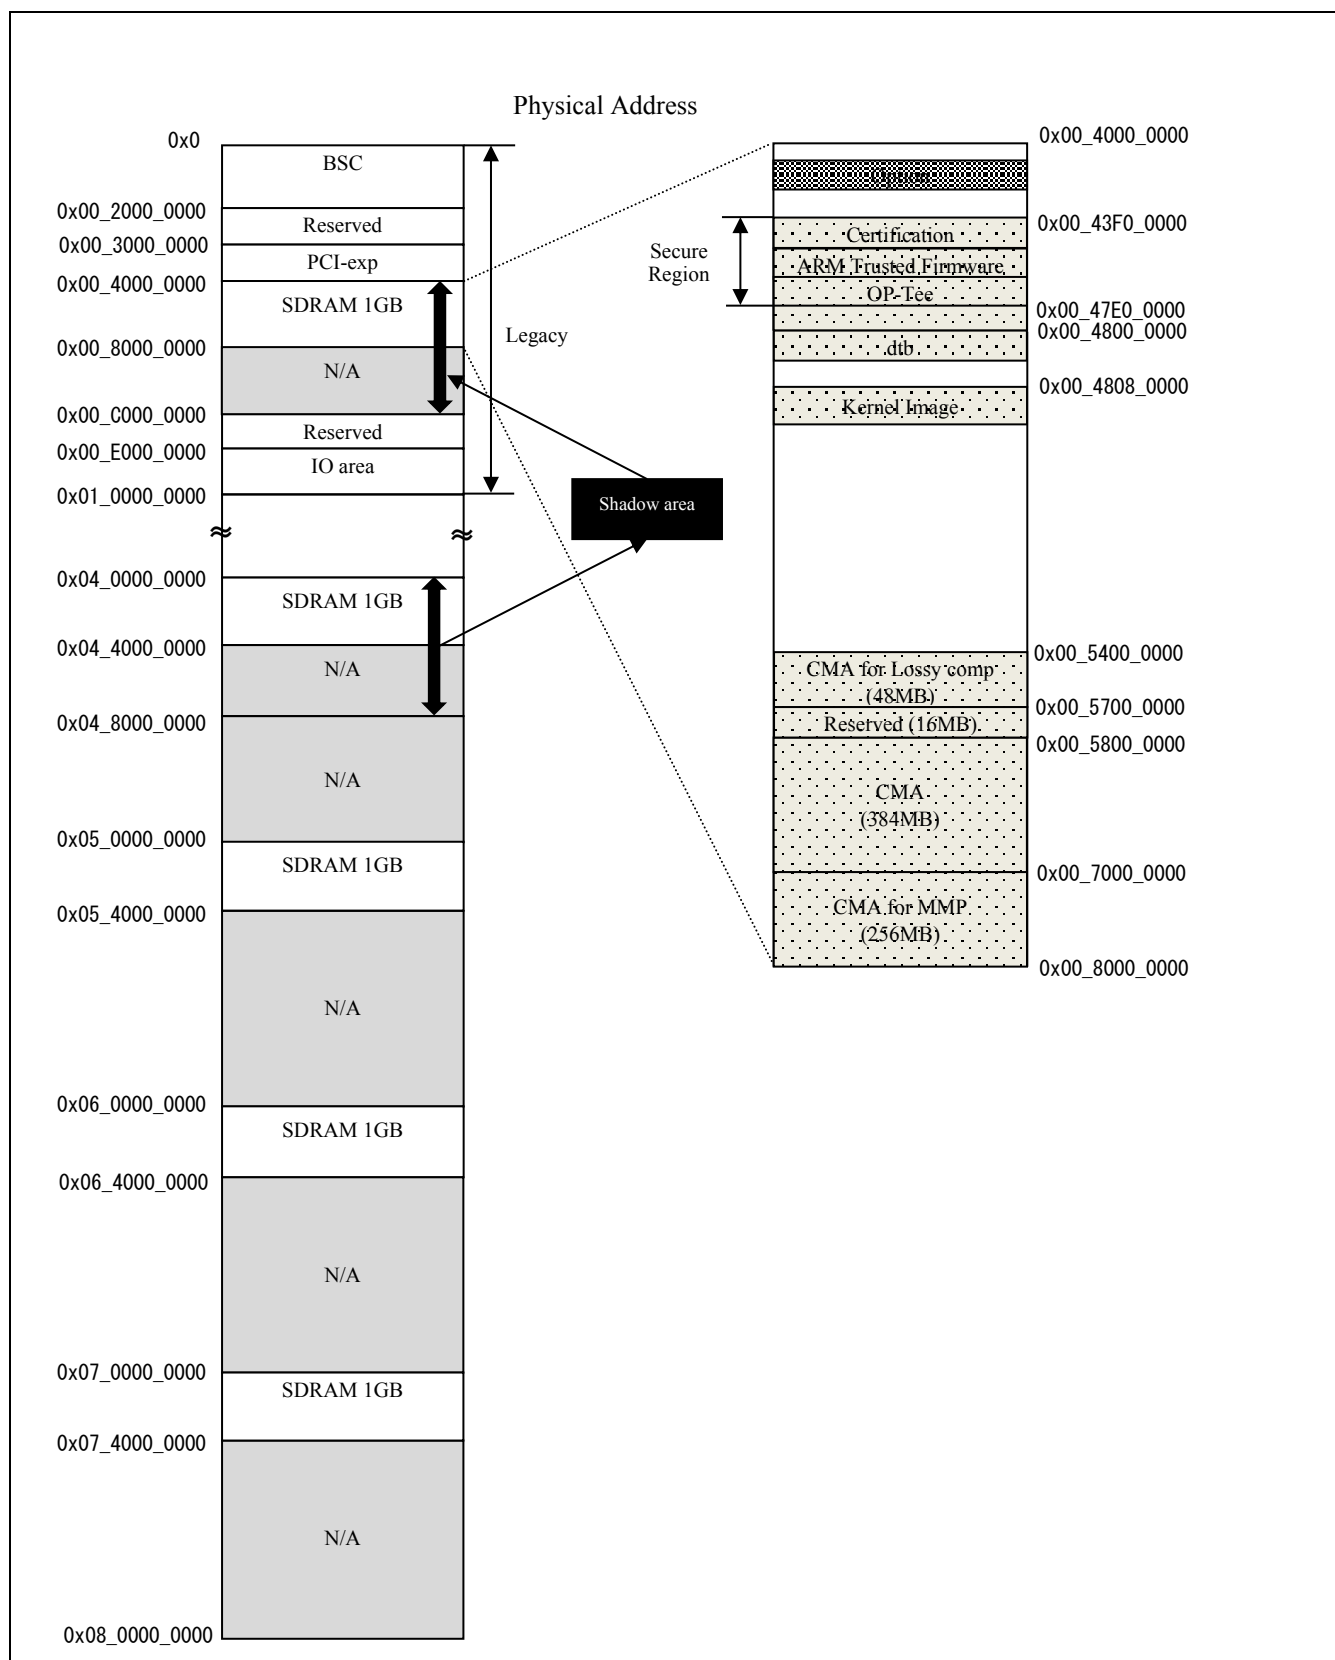 Physical Address
0x0
BSC
0x00_2000_0000
Reserved
0x00_3000_0000
PCI-exp
0x00_4000_0000
SDRAM 1GB
0x00_8000_0000
N/A
0x00_C000_0000
Reserved
0x00_E000_0000
IO area
0x01_0000_0000
Legacy
Shadow area
0x04_0000_0000
SDRAM 1GB
0x04_4000_0000
N/A
0x04_8000_0000
N/A
0x05_0000_0000
SDRAM 1GB
0x05_4000_0000
N/A
0x06_0000_0000
SDRAM 1GB
0x06_4000_0000
N/A
0x07_0000_0000
SDRAM 1GB
0x07_4000_0000
N/A
0x08_0000_0000
0x00_4000_0000
Option
Secure
Region
0x00_43F0_0000
Certification
ARM Trusted Firmware
OP-Tee
0x00_47E0_0000
0x00_4800_0000
dtb
0x00_4808_0000
Kernel Image
0x00_5400_0000
CMA for Lossy comp
(48MB)
0x00_5700_0000
Reserved (16MB)
0x00_5800_0000
CMA
(384MB)
0x00_7000_0000
CMA for MMP
(256MB)
0x00_8000_0000